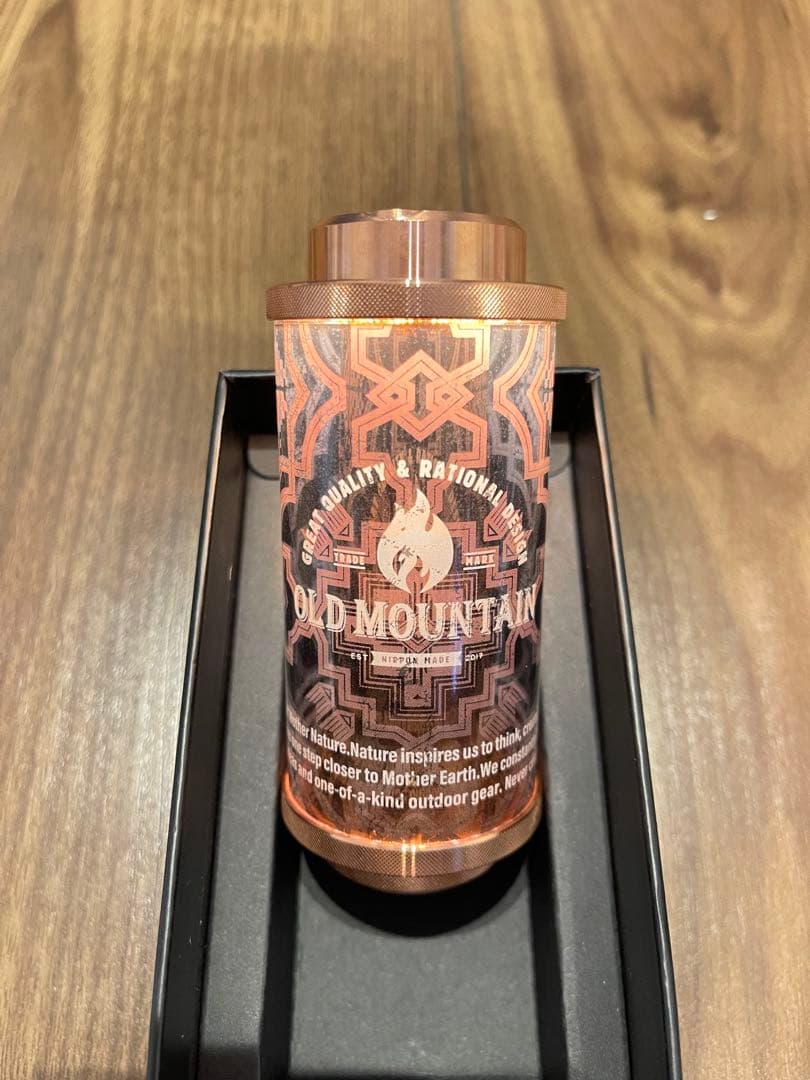 GREAT QUALITY & RATIONAL DESIGN
TRADE MARK
OLD MOUNTAIN
EST NIPPON MADE 2017
Nature.Nature inspires us to think,
step closer to Mother Earth.We
and one-of-a-kind outdoor gear. Never